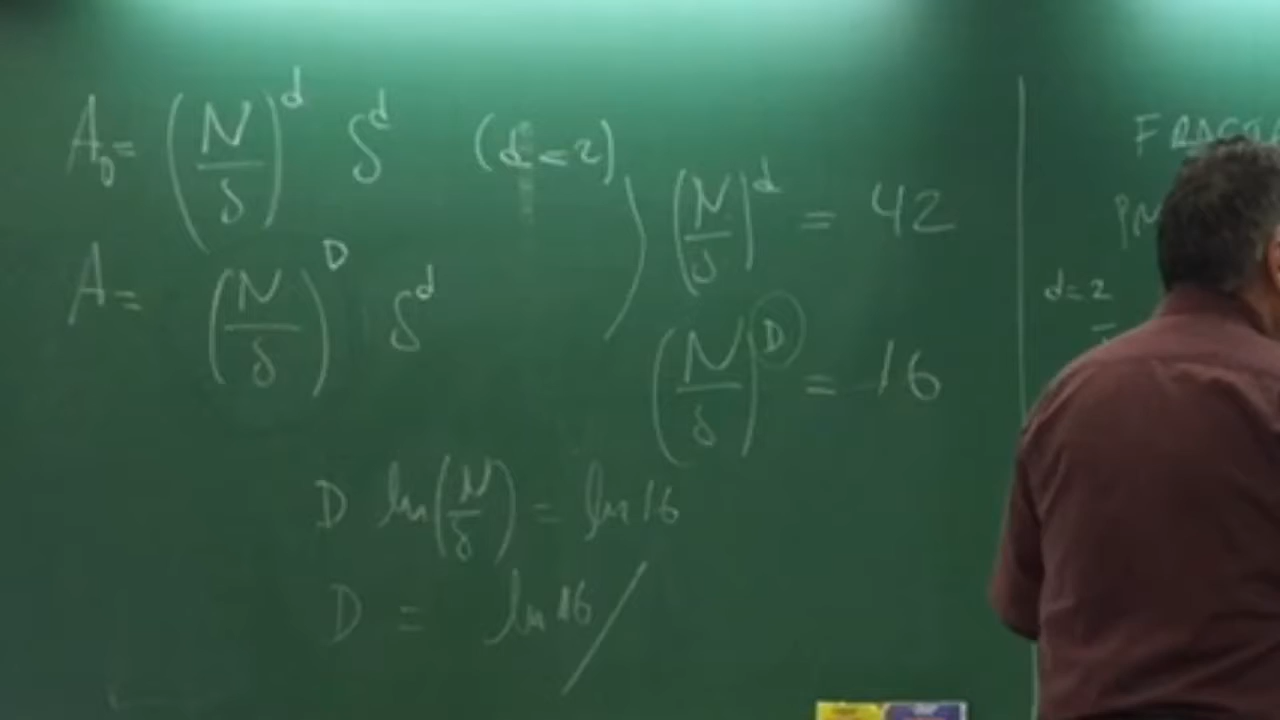 A₀ = (N/δ)^d δ^d (d=2)
(N/δ)^d = 42
A = (N/δ)^D δ^d
(N/δ)^D = 16
D ln(N/δ) = ln 16
D = ln 16 /
d=2